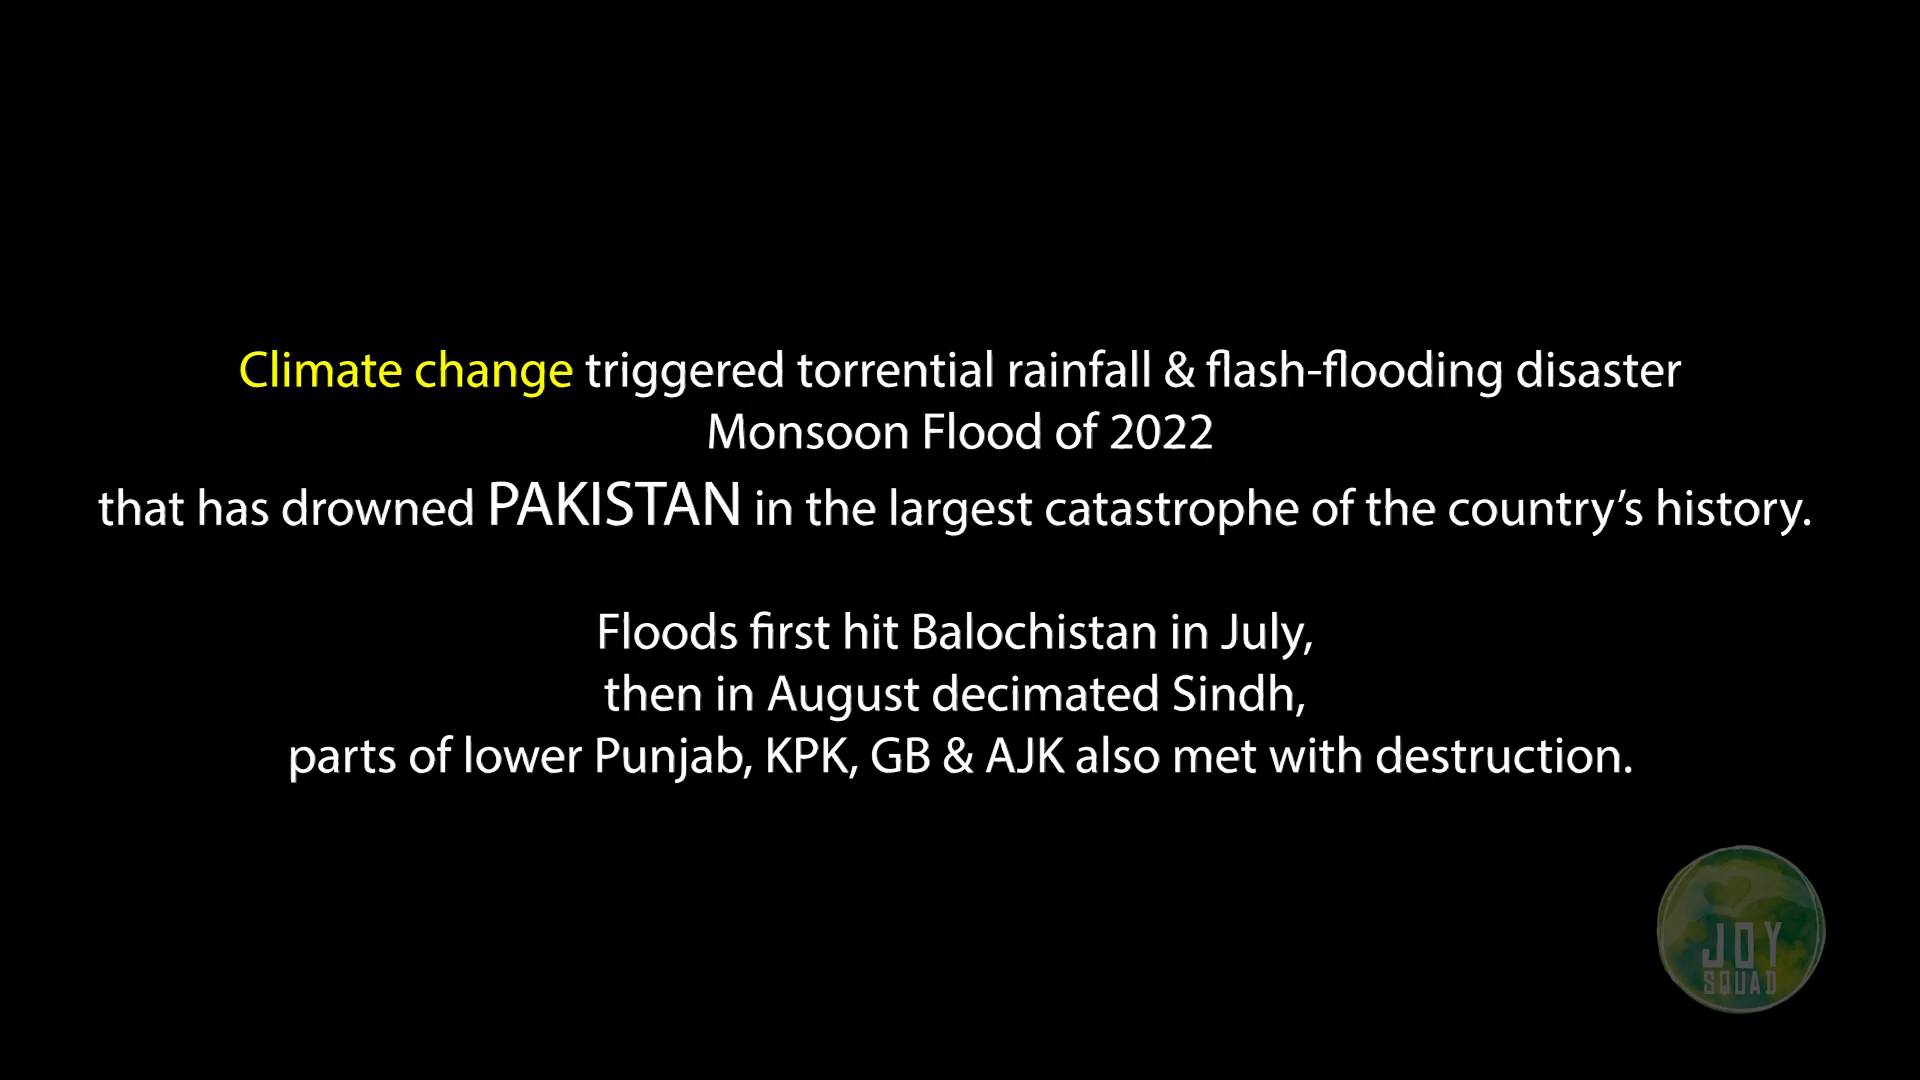 Climate change triggered torrential rainfall & flash-flooding disaster
Monsoon Flood of 2022
that has drowned PAKISTAN in the largest catastrophe of the country’s history.
Floods first hit Balochistan in July,
then in August decimated Sindh,
parts of lower Punjab, KPK, GB & AJK also met with destruction.
JOY
SQUAD